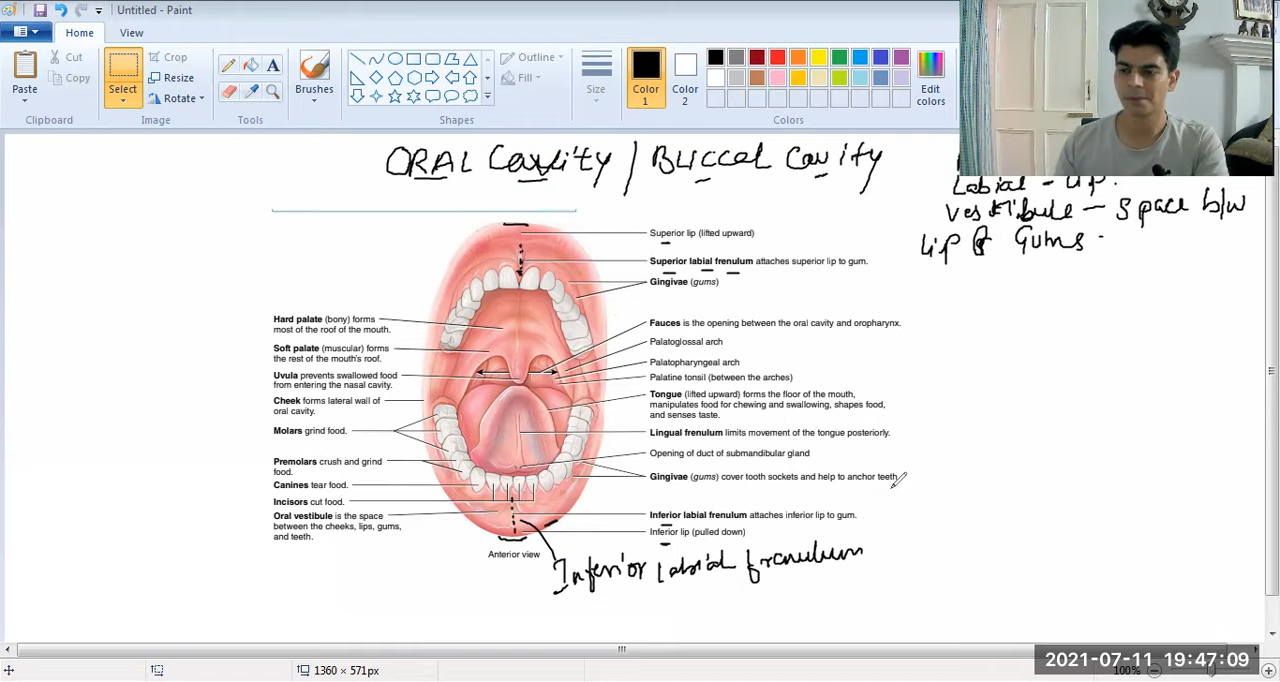 Untitled - Paint
Home
View
Paste
Cut
Copy
Clipboard
Select
Crop
Resize
Rotate
Image
Tools
Brushes
Shapes
Outline
Fill
Size
Color 1
Color 2
Colors
Edit colors
ORAL Cavity / Buccal Cavity
Labial - Lip.
Vestibule - Space b/w
Lip & Gums.
Superior lip (lifted upward)
Superior labial frenulum attaches superior lip to gum.
Gingivae (gums)
Fauces is the opening between the oral cavity and oropharynx.
Palatoglossal arch
Palatopharyngeal arch
Palatine tonsil (between the arches)
Tongue (lifted upward) forms the floor of the mouth,
manipulates food for chewing and swallowing, shapes food,
and senses taste.
Lingual frenulum limits movement of the tongue posteriorly.
Opening of duct of submandibular gland
Gingivae (gums) cover tooth sockets and help to anchor teeth
Inferior labial frenulum attaches inferior lip to gum.
Inferior lip (pulled down)
Hard palate (bony) forms
most of the roof of the mouth.
Soft palate (muscular) forms
the rest of the mouth's roof.
Uvula prevents swallowed food
from entering the nasal cavity.
Cheek forms lateral wall of
oral cavity.
Molars grind food.
Premolars crush and grind
food.
Canines tear food.
Incisors cut food.
Oral vestibule is the space
between the cheeks, lips, gums,
and teeth.
Anterior view
Inferior labial frenulum
1360 × 571px
100%
2021-07-11 19:47:09